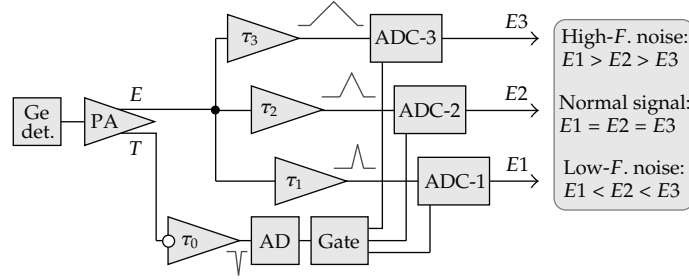 τ3
ADC-3
E3
High-F. noise:
E1 > E2 > E3
Ge
det.
PA
E
T
τ2
ADC-2
E2
Normal signal:
E1 = E2 = E3
τ1
ADC-1
E1
Low-F. noise:
E1 < E2 < E3
τ0
AD
Gate